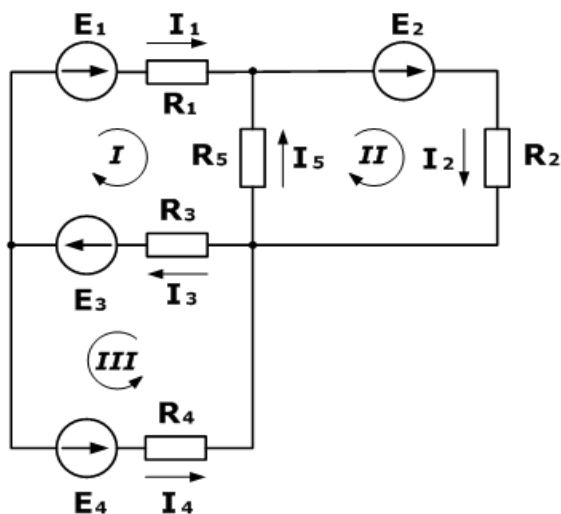 E1 I1 E2
R1
I R5 I5 II I2 R2
R3
E3 I3
III
R4
E4 I4